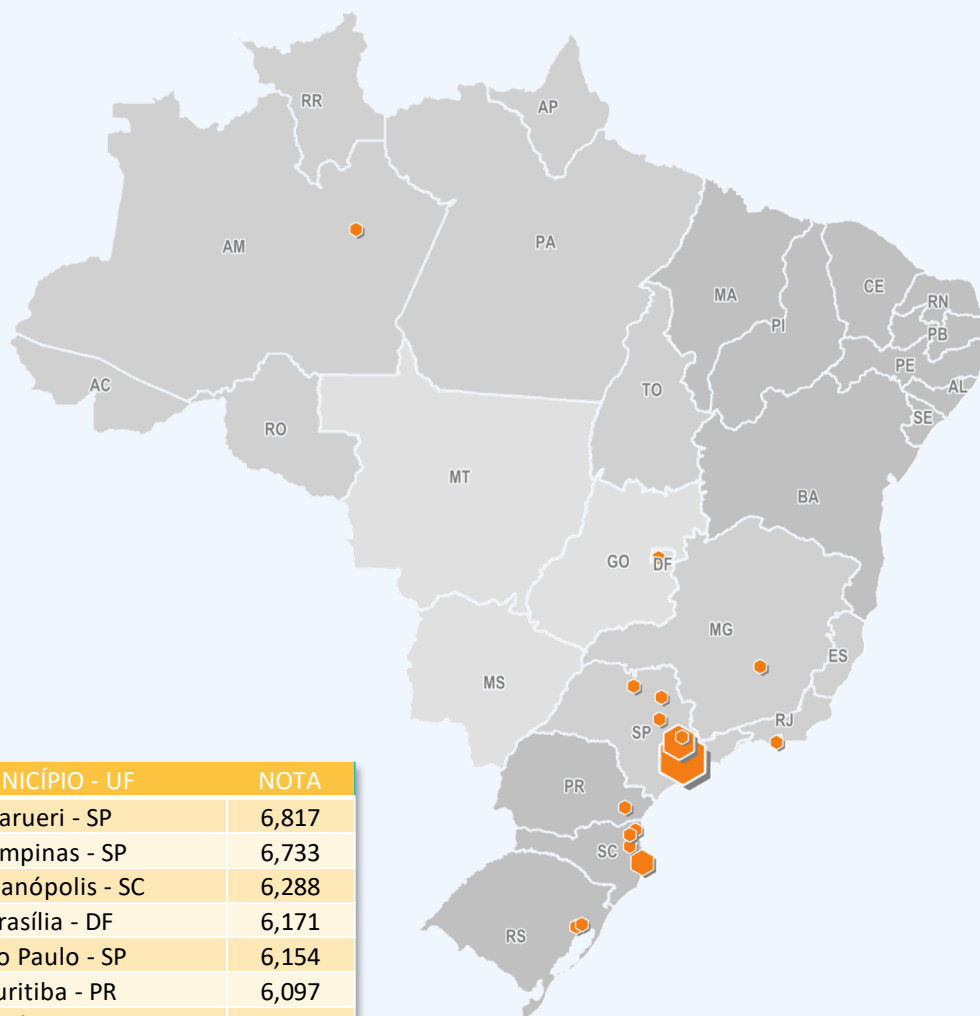 RR
AP
AM
PA
MA
CE
RN
PI
PB
PE
AC
TO
AL
SE
RO
MT
BA
GO
DF
MG
ES
MS
RJ
SP
PR
SC
RS
NICÍPIO - UF NOTA
arueri - SP 6,817
mpinas - SP 6,733
anópolis - SC 6,288
rasília - DF 6,171
o Paulo - SP 6,154
uritiba - PR 6,097